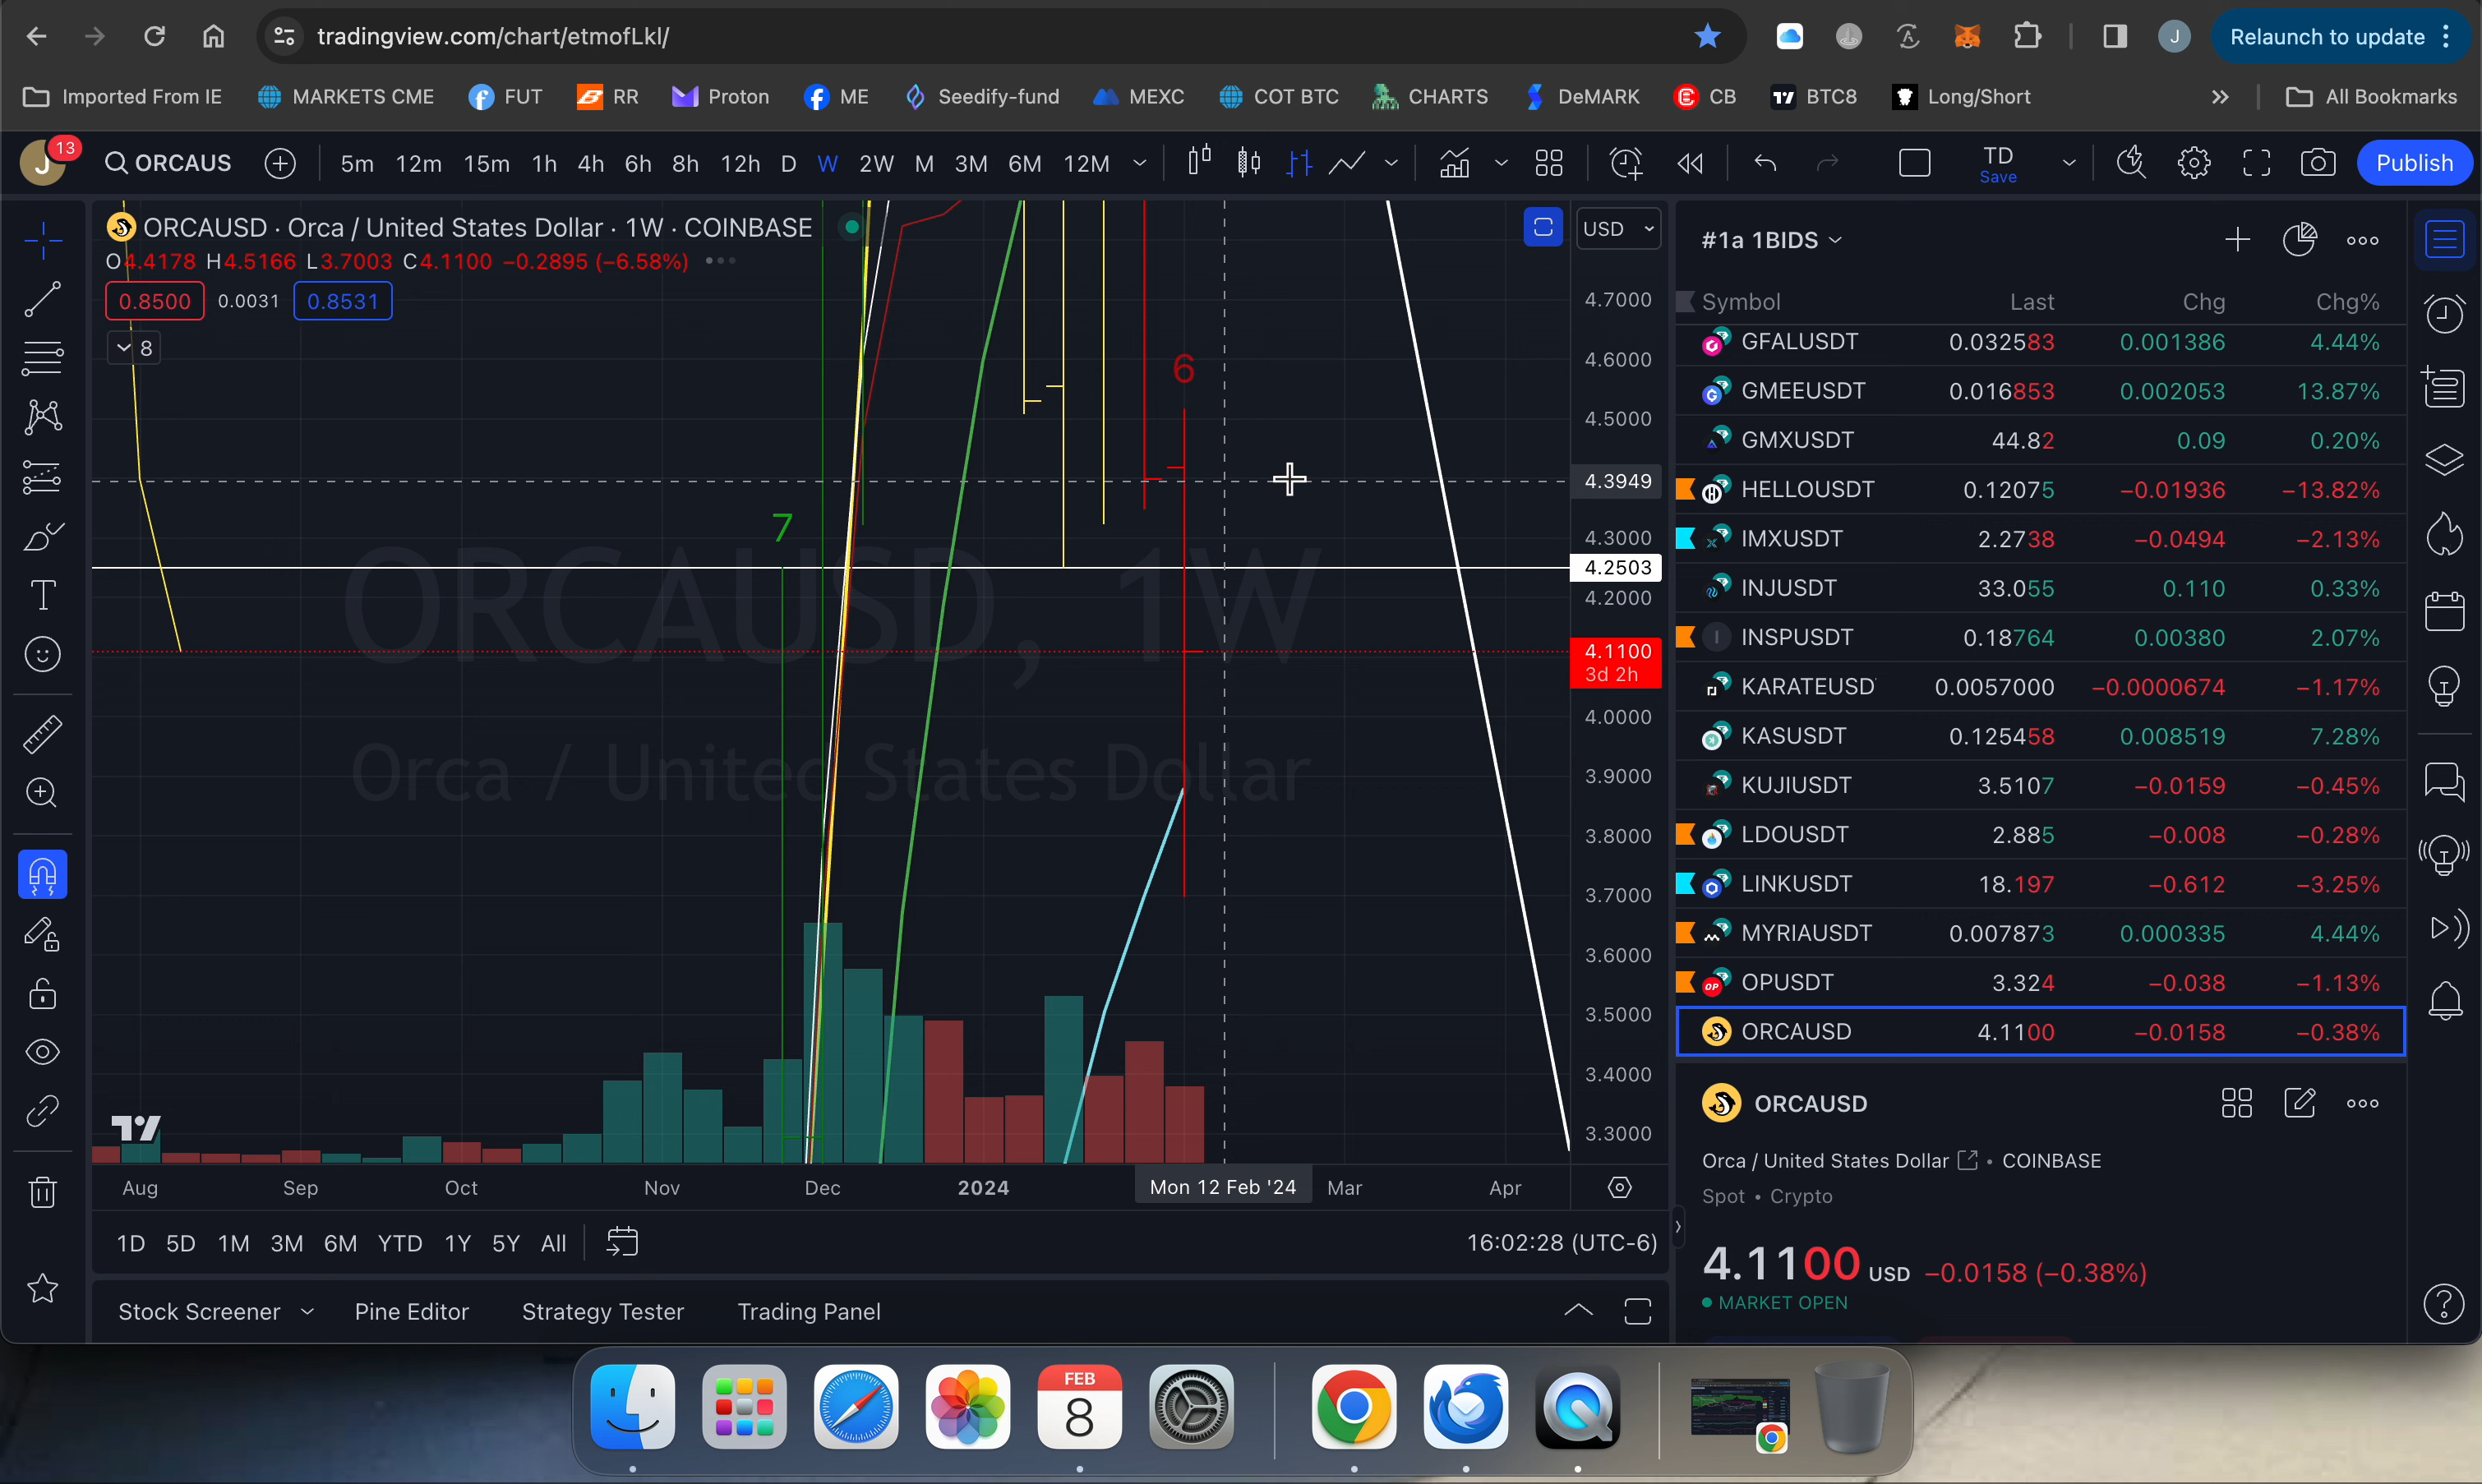 tradingview.com/chart/etmofLkl/
Relaunch to update
Imported From IE
MARKETS CME
FUT
RR
Proton
ME
Seedify-fund
MEXC
COT BTC
CHARTS
DeMARK
CB
BTC8
Long/Short
All Bookmarks
J 13
ORCAUS
5m 12m 15m 1h 4h 6h 8h 12h D W 2W M 3M 6M 12M
TD
Save
Publish
ORCAUSD · Orca / United States Dollar · 1W · COINBASE
O4.4178 H4.5166 L3.7003 C4.1100 −0.2895 (−6.58%)
0.8500 0.0031 0.8531
8
USD
4.7000
4.6000
4.5000
4.3949
4.3000
4.2503
4.2000
4.1100
3d 2h
4.0000
3.9000
3.8000
3.7000
3.6000
3.5000
3.4000
3.3000
6
7
ORCAUSD, 1W
Orca / United States Dollar
Aug Sep Oct Nov Dec 2024 Mon 12 Feb '24 Mar Apr
1D 5D 1M 3M 6M YTD 1Y 5Y All
16:02:28 (UTC-6)
Stock Screener Pine Editor Strategy Tester Trading Panel
#1a 1BIDS
Symbol Last Chg Chg%
GFALUSDT 0.032583 0.001386 4.44%
GMEEUSDT 0.016853 0.002053 13.87%
GMXUSDT 44.82 0.09 0.20%
HELLOUSDT 0.12075 −0.01936 −13.82%
IMXUSDT 2.2738 −0.0494 −2.13%
INJUSDT 33.055 0.110 0.33%
I INSPUSDT 0.18764 0.00380 2.07%
KARATEUSD 0.0057000 −0.0000674 −1.17%
KASUSDT 0.125458 0.008519 7.28%
KUJIUSDT 3.5107 −0.0159 −0.45%
LDOUSDT 2.885 −0.008 −0.28%
LINKUSDT 18.197 −0.612 −3.25%
MYRIAUSDT 0.007873 0.000335 4.44%
OP OPUSDT 3.324 −0.038 −1.13%
ORCAUSD 4.1100 −0.0158 −0.38%
ORCAUSD
Orca / United States Dollar • COINBASE
Spot • Crypto
4.1100 USD −0.0158 (−0.38%)
MARKET OPEN
FEB
8